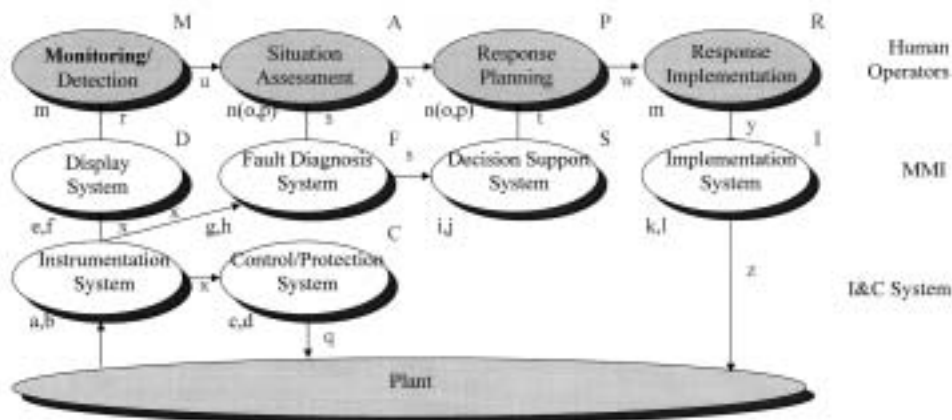 M
A
P
R
Monitoring/
Detection
u
Situation
Assessment
v
Response
Planning
w
Response
Implementation
Human
Operators
m
r
n(o,p)
s
n(o,p)
t
m
y
D
F
S
I
Display
System
Fault Diagnosis
System
s
Decision Support
System
Implementation
System
MMI
e,f
x
x
g,h
i,j
k,l
C
Instrumentation
System
x
Control/Protection
System
z
I&C System
a,b
c,d
q
Plant